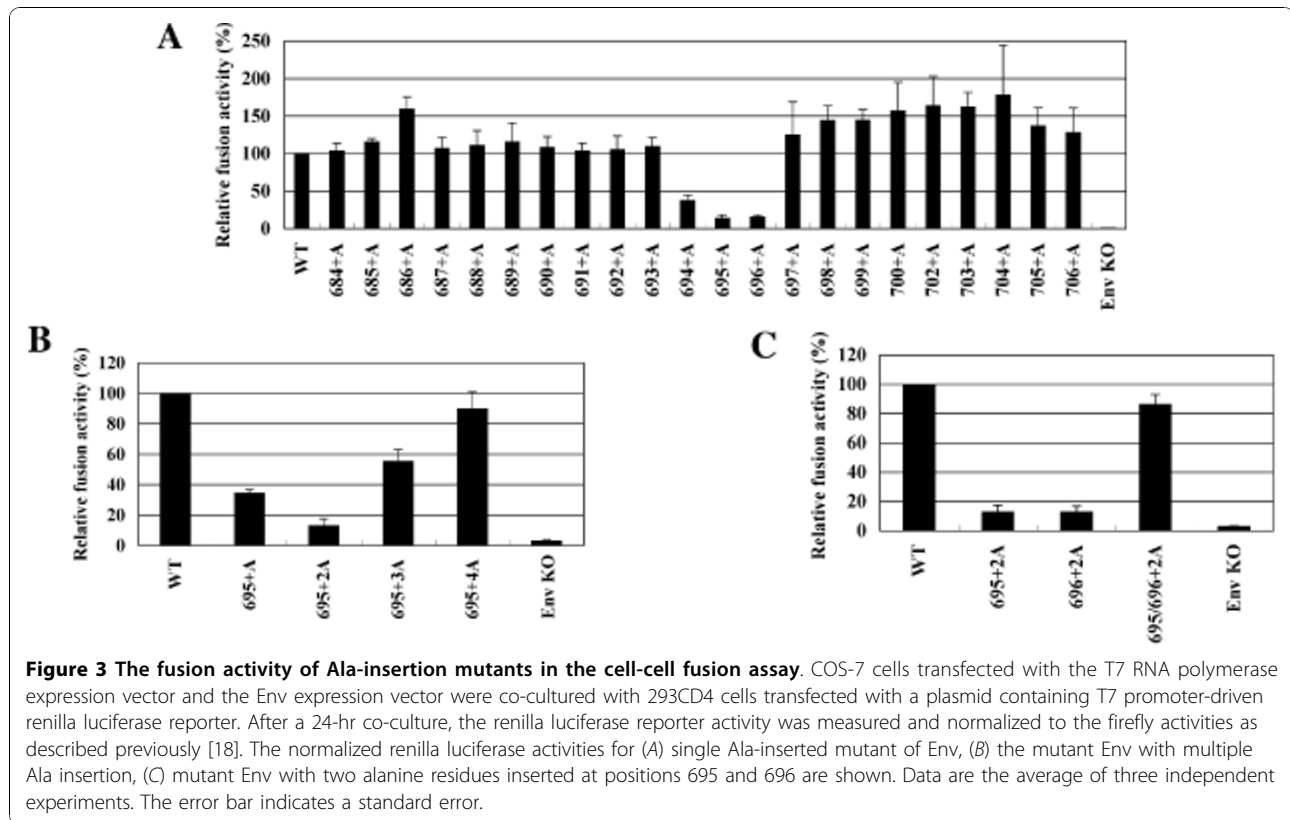 A
Relative fusion activity (%)
250
200
150
100
50
0
WT
684+A
685+A
686+A
687+A
688+A
689+A
690+A
691+A
692+A
693+A
694+A
695+A
696+A
697+A
698+A
699+A
700+A
702+A
703+A
704+A
705+A
706+A
Env KO
B
Relative fusion activity (%)
120
100
80
60
40
20
0
WT
695+A
695+2A
695+3A
695+4A
Env KO
C
Relative fusion activity (%)
120
100
80
60
40
20
0
WT
695+2A
696+2A
695/696+2A
Env KO
Figure 3 The fusion activity of Ala-insertion mutants in the cell-cell fusion assay. COS-7 cells transfected with the T7 RNA polymerase
expression vector and the Env expression vector were co-cultured with 293CD4 cells transfected with a plasmid containing T7 promoter-driven
renilla luciferase reporter. After a 24-hr co-culture, the renilla luciferase reporter activity was measured and normalized to the firefly activities as
described previously [18]. The normalized renilla luciferase activities for (A) single Ala-inserted mutant of Env, (B) the mutant Env with multiple
Ala insertion, (C) mutant Env with two alanine residues inserted at positions 695 and 696 are shown. Data are the average of three independent
experiments. The error bar indicates a standard error.